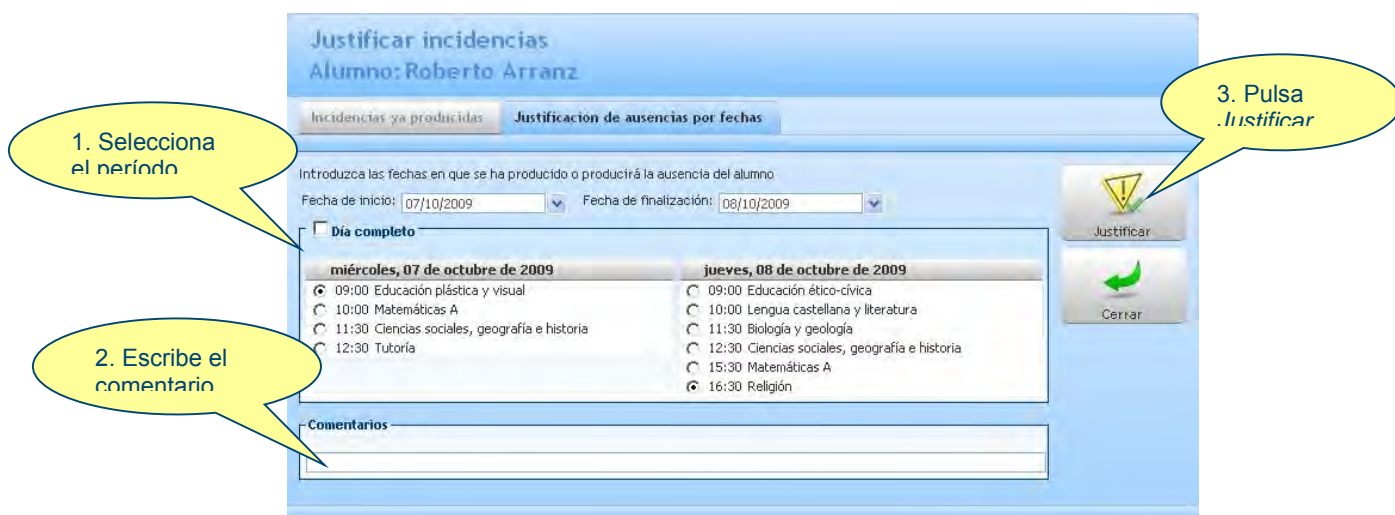 Justificar incidencias
Alumno: Roberto Arranz
Incidencias ya producidas
Justificación de ausencias por fechas
1. Selecciona
el período
3. Pulsa
Justificar
Introduzca las fechas en que se ha producido o producirá la ausencia del alumno
Fecha de inicio: 07/10/2009 Fecha de finalización: 08/10/2009
Justificar
Día completo
miércoles, 07 de octubre de 2009
09:00 Educación plástica y visual
10:00 Matemáticas A
11:30 Ciencias sociales, geografía e historia
12:30 Tutoría
jueves, 08 de octubre de 2009
09:00 Educación ético-cívica
10:00 Lengua castellana y literatura
11:30 Biología y geología
12:30 Ciencias sociales, geografía e historia
15:30 Matemáticas A
16:30 Religión
Cerrar
2. Escribe el
comentario
Comentarios